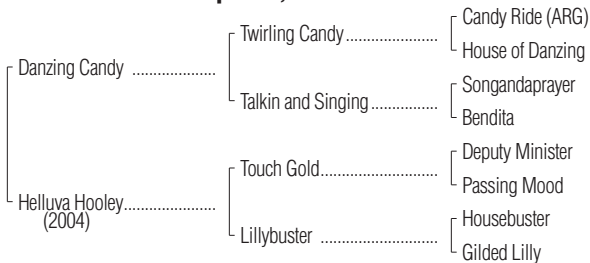 Candy Ride (ARG)
Twirling Candy.....................
House of Danzing
Danzing Candy ....................
Songandaprayer
Talkin and Singing................
Bendita
Deputy Minister
Touch Gold...........................
Passing Mood
Helluva Hooley......................
(2004)
Housebuster
Lillybuster ...........................
Gilded Lilly